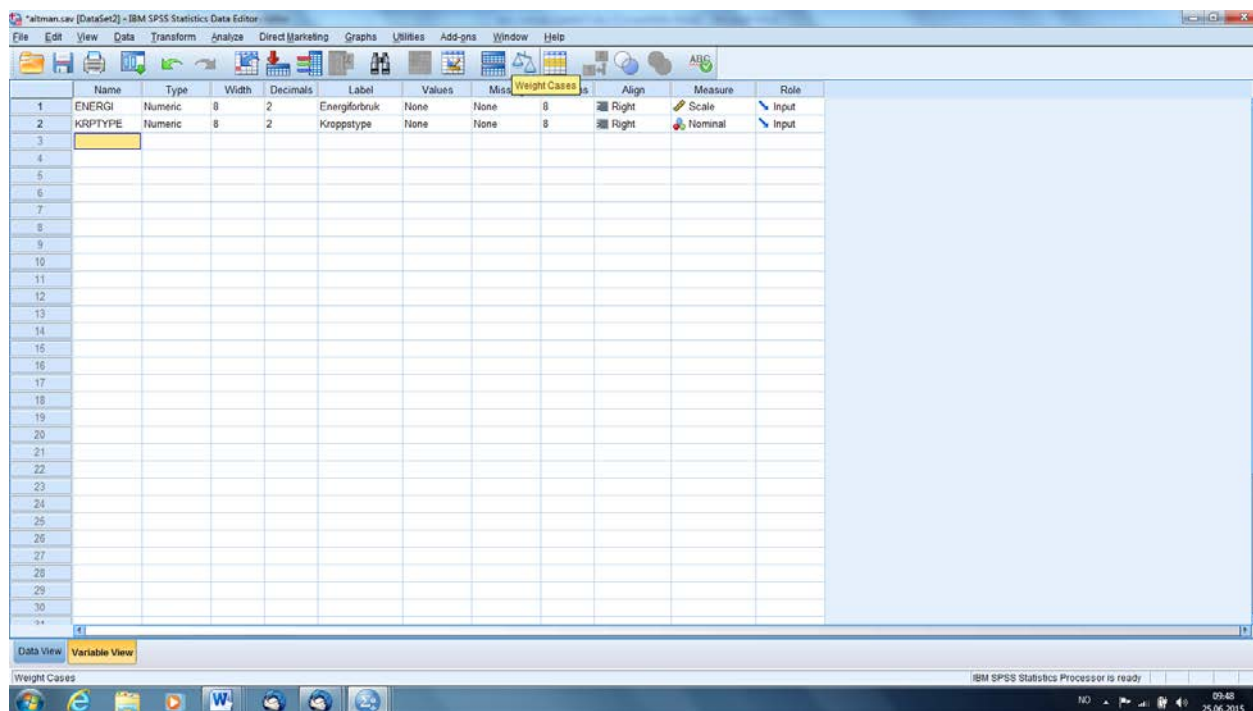 *altman.sav [DataSet2] - IBM SPSS Statistics Data Editor
File Edit View Data Transform Analyze Direct Marketing Graphs Utilities Add-ons Window Help
ABC
Weight Cases
Name Type Width Decimals Label Values Align Measure Role
1 ENERGI Numeric 8 2 Energiforbruk None None 8 Right Scale Input
2 KRPTYPE Numeric 8 2 Kroppstype None None 8 Right Nominal Input
3
4
5
6
7
8
9
10
11
12
13
14
15
16
17
18
19
20
21
22
23
24
25
26
27
28
29
30
Data View Variable View
Weight Cases IBM SPSS Statistics Processor is ready
NO 09:48
25.06.2015